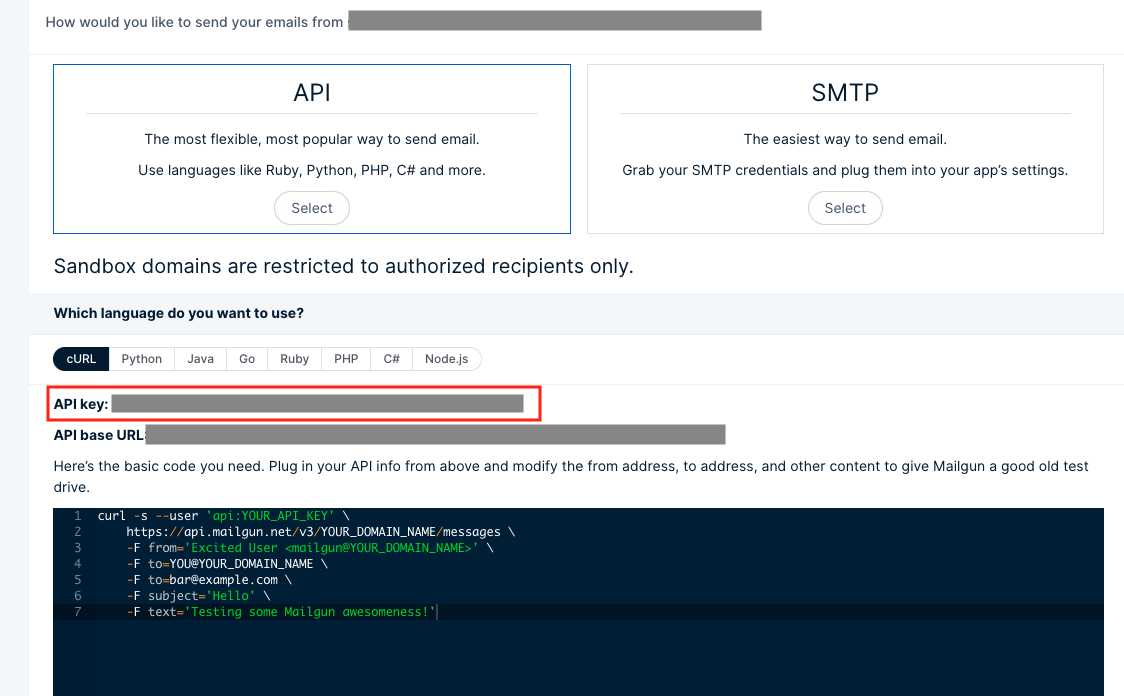 How would you like to send your emails from
API
The most flexible, most popular way to send email.
Use languages like Ruby, Python, PHP, C# and more.
Select
SMTP
The easiest way to send email.
Grab your SMTP credentials and plug them into your app’s settings.
Select
Sandbox domains are restricted to authorized recipients only.
Which language do you want to use?
cURL Python Java Go Ruby PHP C# Node.js
API key:
API base URL:
Here’s the basic code you need. Plug in your API info from above and modify the from address, to address, and other content to give Mailgun a good old test
drive.
1 curl -s --user 'api:YOUR_API_KEY' \
2 https://api.mailgun.net/v3/YOUR_DOMAIN_NAME/messages \
3 -F from='Excited User <mailgun@YOUR_DOMAIN_NAME>' \
4 -F to=YOU@YOUR_DOMAIN_NAME \
5 -F to=bar@example.com \
6 -F subject='Hello' \
7 -F text='Testing some Mailgun awesomeness!'